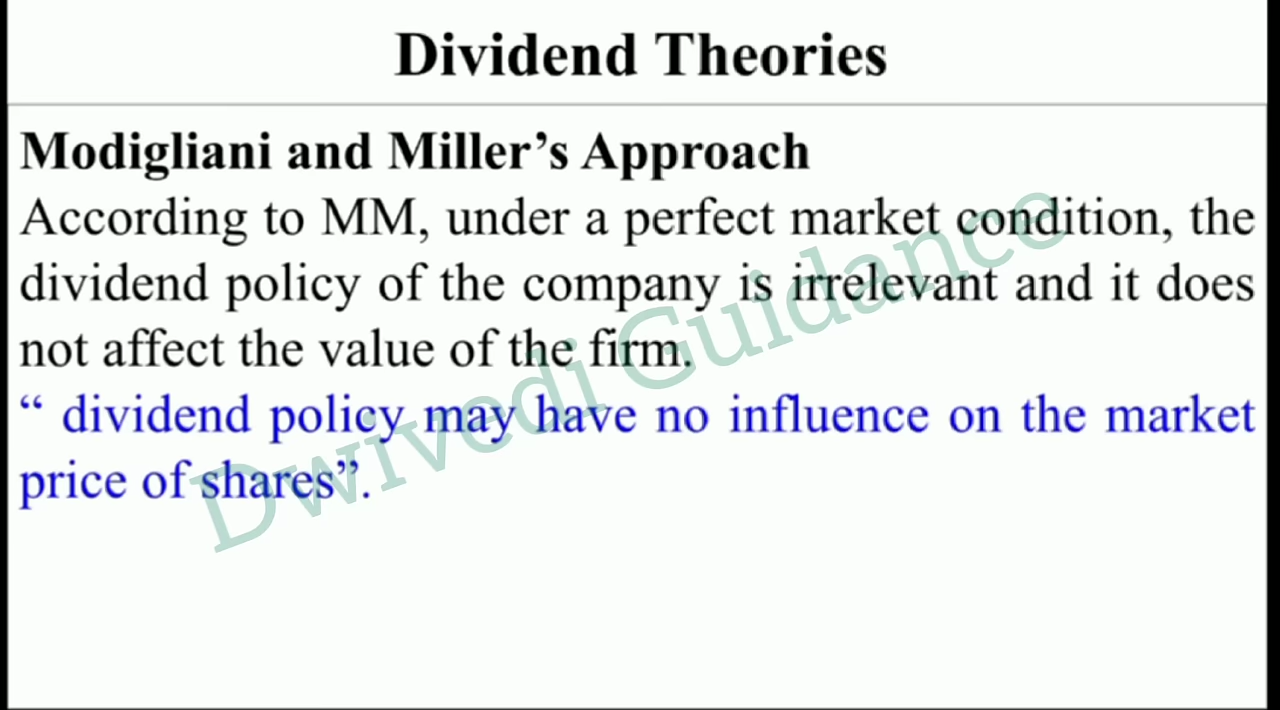 Dividend Theories
Modigliani and Miller’s Approach
According to MM, under a perfect market condition, the
dividend policy of the company is irrelevant and it does
not affect the value of the firm.
“ dividend policy may have no influence on the market
price of shares”.
Dwivedi Guidance